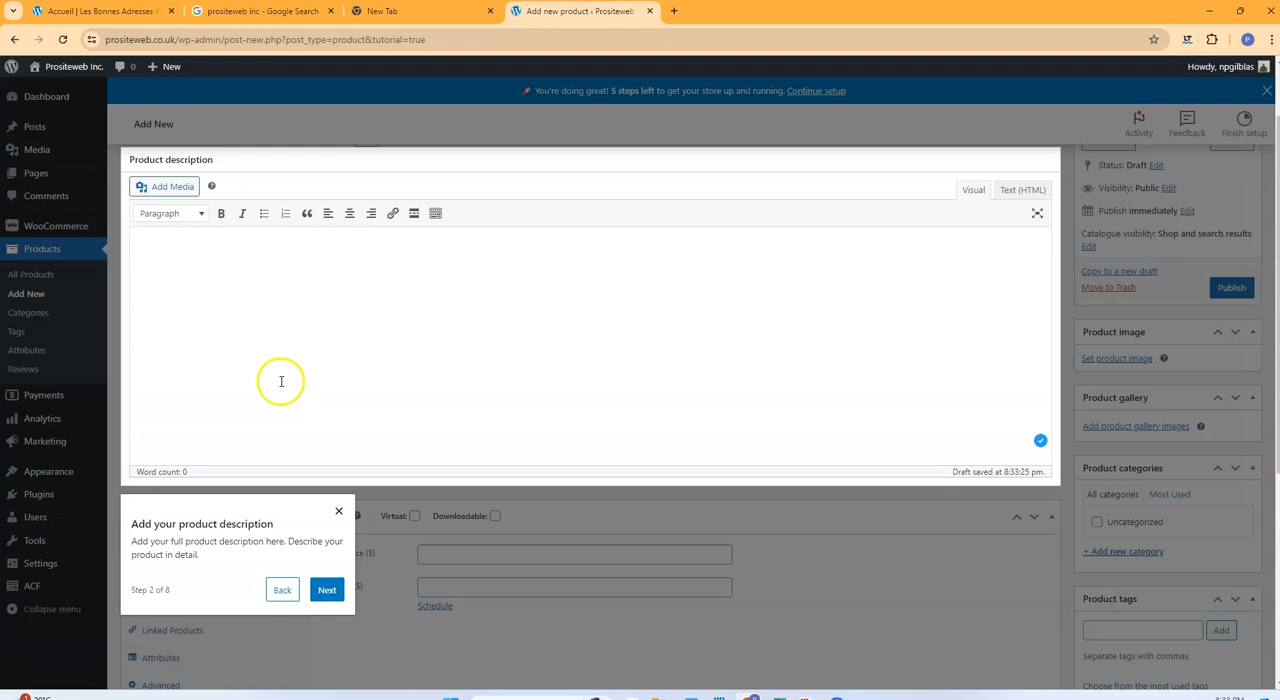 Accueil | Les Bonnes Adresses
prositeweb inc - Google Search
New Tab
Add new product ‹ Prositeweb
prositeweb.co.uk/wp-admin/post-new.php?post_type=product&tutorial=true
Prositeweb Inc.
0
New
Howdy, npgilblas
You're doing great! 5 steps left to get your store up and running. Continue setup
Add New
Activity
Feedback
Finish setup
Dashboard
Posts
Media
Pages
Comments
WooCommerce
Products
All Products
Add New
Categories
Tags
Attributes
Reviews
Payments
Analytics
Marketing
Appearance
Plugins
Users
Tools
Settings
ACF
Collapse menu
Product description
Add Media
Visual
Text (HTML)
Paragraph
B I
Word count: 0
Draft saved at 8:33:25 pm.
Add your product description
Add your full product description here. Describe your
product in detail.
Step 2 of 8
Back
Next
Virtual:
Downloadable:
ce ($)
($)
Schedule
Linked Products
Attributes
Advanced
Status: Draft Edit
Visibility: Public Edit
Publish immediately Edit
Catalogue visibility: Shop and search results
Edit
Copy to a new draft
Move to Trash
Publish
Product image
Set product image
Product gallery
Add product gallery images
Product categories
All categories
Most Used
Uncategorized
+ Add new category
Product tags
Add
Separate tags with commas
Choose from the most used tags
8:33 PM